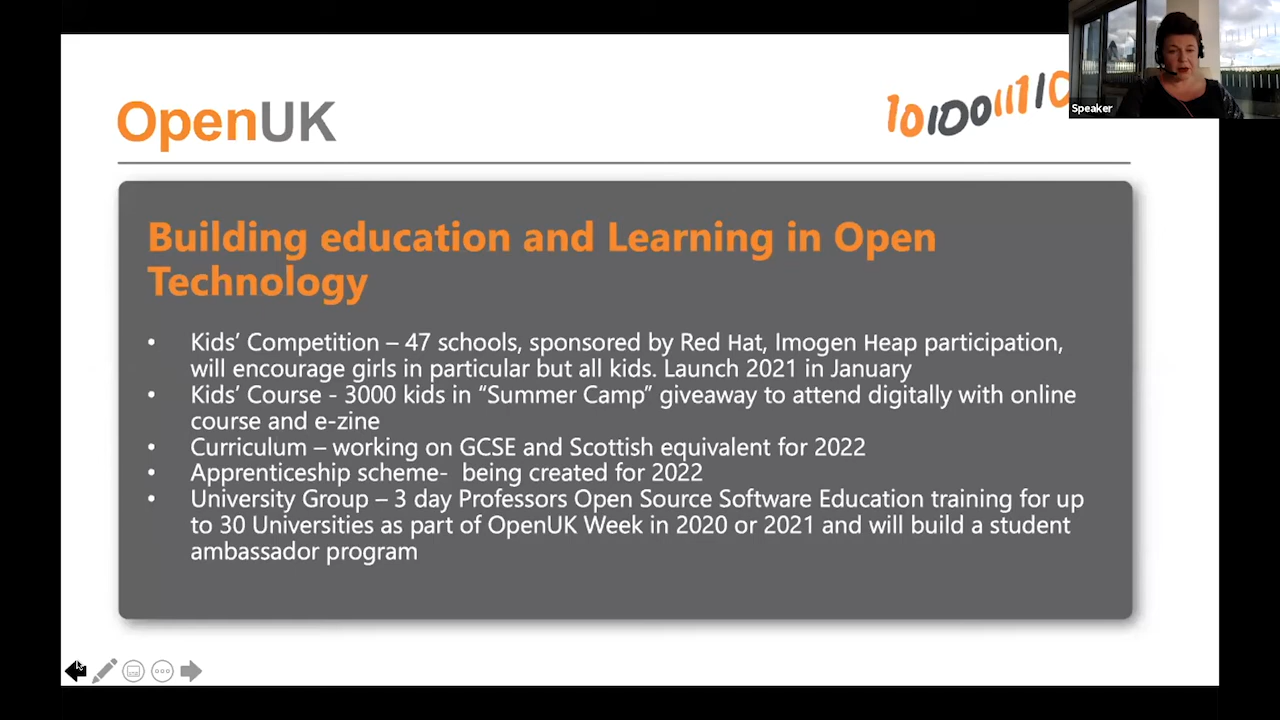 OpenUK
10100111C
Speaker
Building education and Learning in Open
Technology
• Kids’ Competition – 47 schools, sponsored by Red Hat, Imogen Heap participation,
will encourage girls in particular but all kids. Launch 2021 in January
• Kids’ Course - 3000 kids in “Summer Camp” giveaway to attend digitally with online
course and e-zine
• Curriculum – working on GCSE and Scottish equivalent for 2022
• Apprenticeship scheme-  being created for 2022
• University Group – 3 day Professors Open Source Software Education training for up
to 30 Universities as part of OpenUK Week in 2020 or 2021 and will build a student
ambassador program